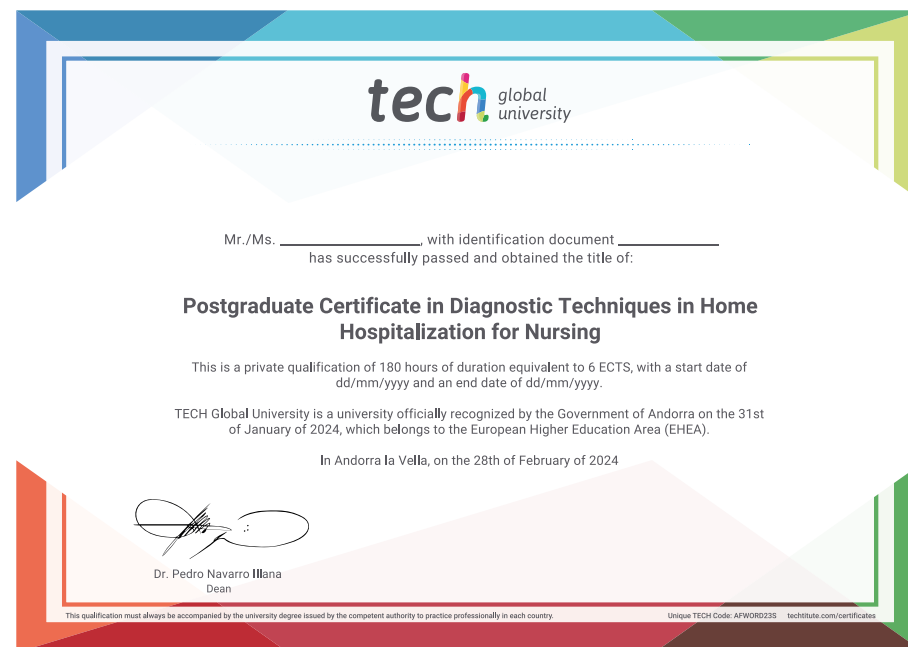 tech global university
Mr./Ms. ____________________, with identification document ______________
has successfully passed and obtained the title of:
Postgraduate Certificate in Diagnostic Techniques in Home
Hospitalization for Nursing
This is a private qualification of 180 hours of duration equivalent to 6 ECTS, with a start date of
dd/mm/yyyy and an end date of dd/mm/yyyy.
TECH Global University is a university officially recognized by the Government of Andorra on the 31st
of January of 2024, which belongs to the European Higher Education Area (EHEA).
In Andorra la Vella, on the 28th of February of 2024
Dr. Pedro Navarro Illana
Dean
This qualification must always be accompanied by the university degree issued by the competent authority to practice professionally in each country. Unique TECH Code: AFWORD23S techtitute.com/certificates